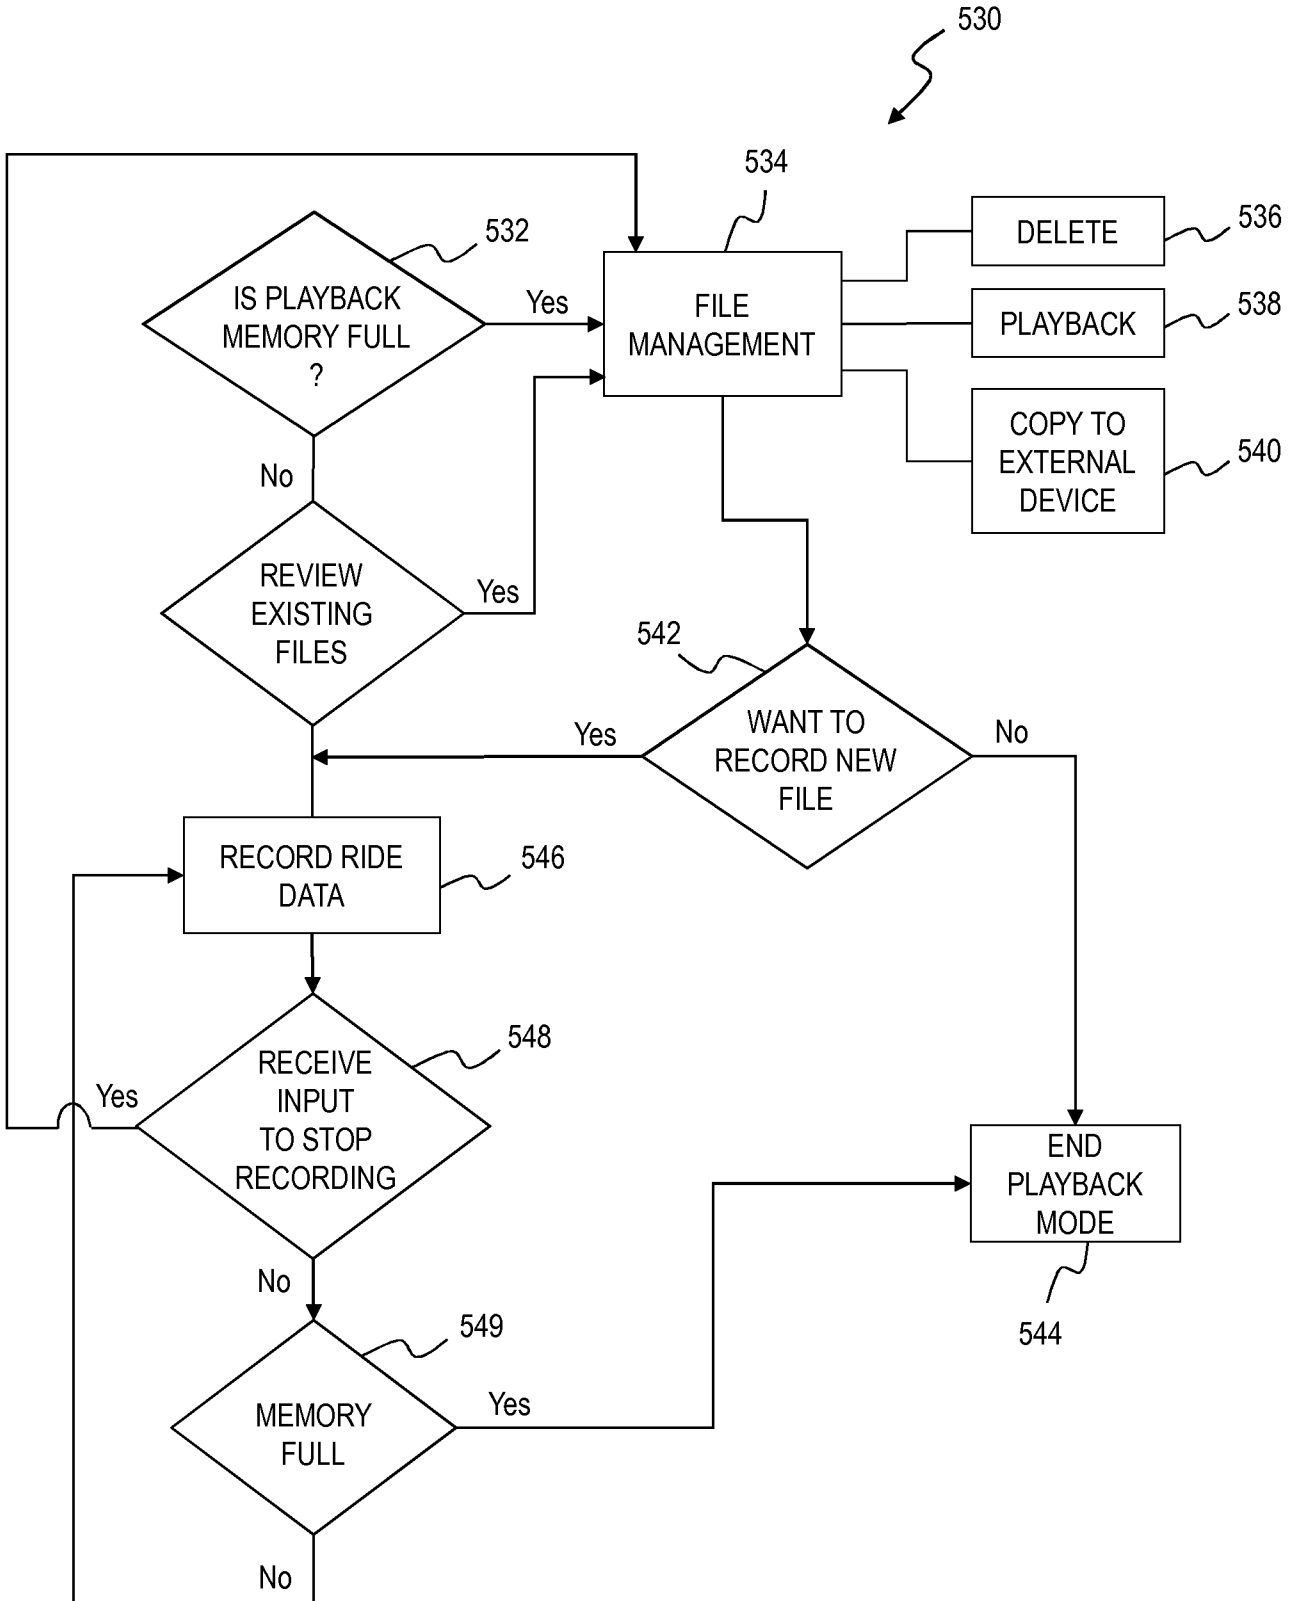 530
534
532
536
538
540
IS PLAYBACK
MEMORY FULL
?
Yes
FILE
MANAGEMENT
DELETE
PLAYBACK
COPY TO
EXTERNAL
DEVICE
No
REVIEW
EXISTING
FILES
Yes
542
WANT TO
RECORD NEW
FILE
Yes
No
RECORD RIDE
DATA
546
548
RECEIVE
INPUT
TO STOP
RECORDING
Yes
No
END
PLAYBACK
MODE
544
549
MEMORY
FULL
Yes
No